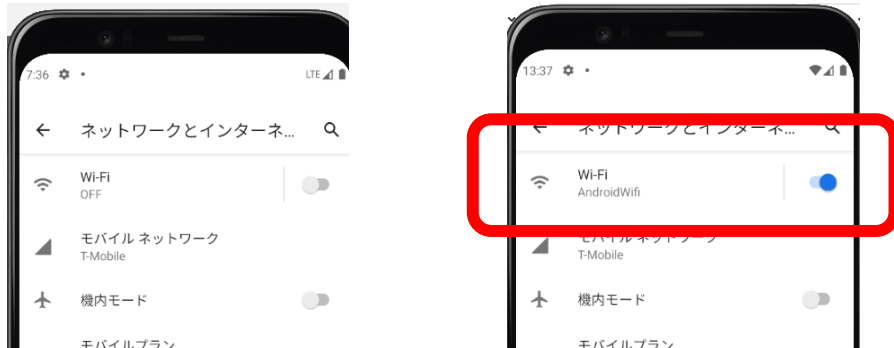 7:36 LTE
ネットワークとインターネ...
Wi-Fi
OFF
モバイル ネットワーク
T-Mobile
機内モード
モバイルプラン
13:37
ネットワークとインターネ...
Wi-Fi
AndroidWifi
モバイル ネットワーク
T-Mobile
機内モード
モバイルプラン